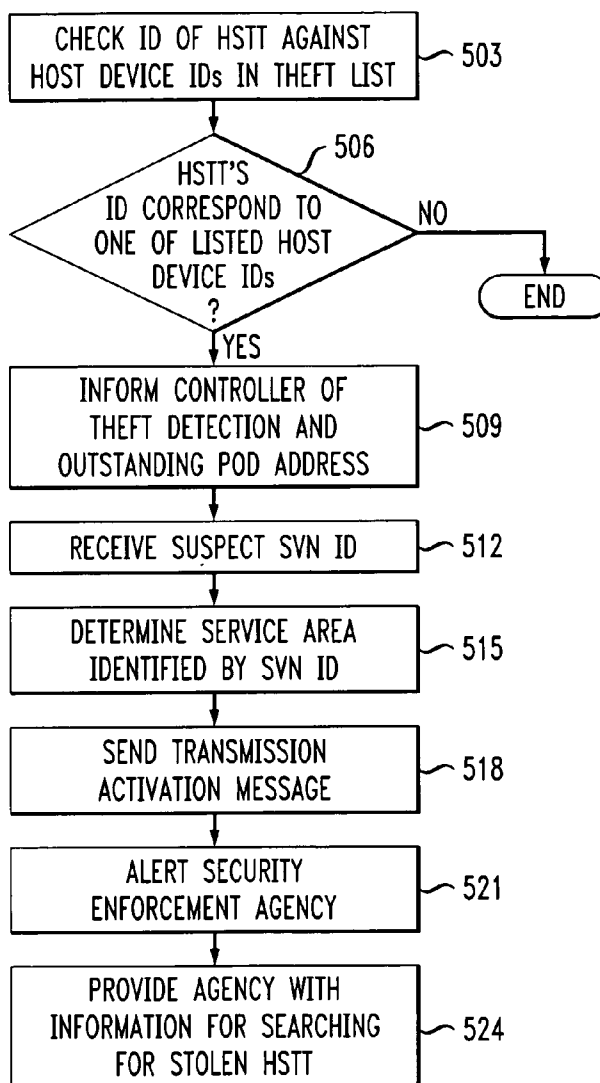 CHECK ID OF HSTT AGAINST
HOST DEVICE IDs IN THEFT LIST
503
506
HSTT'S
ID CORRESPOND TO
ONE OF LISTED HOST
DEVICE IDs
?
NO
END
YES
INFORM CONTROLLER OF
THEFT DETECTION AND
OUTSTANDING POD ADDRESS
509
RECEIVE SUSPECT SVN ID
512
DETERMINE SERVICE AREA
IDENTIFIED BY SVN ID
515
SEND TRANSMISSION
ACTIVATION MESSAGE
518
ALERT SECURITY
ENFORCEMENT AGENCY
521
PROVIDE AGENCY WITH
INFORMATION FOR SEARCHING
FOR STOLEN HSTT
524